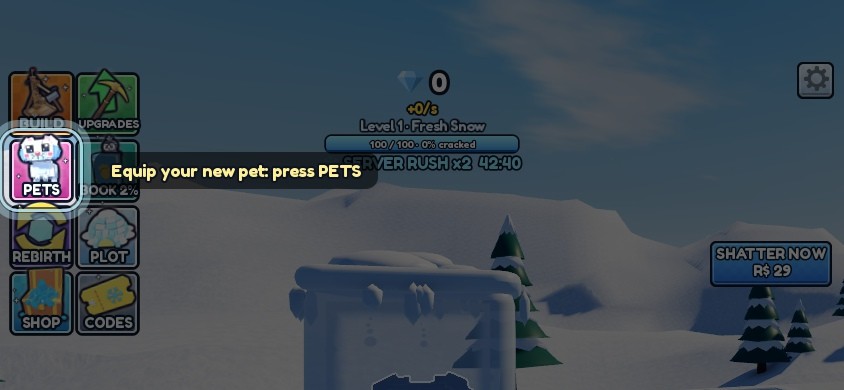 0
+0/s
Level 1 · Fresh Snow
100 / 100 · 0% cracked
SERVER RUSH x2 42:40
BUILD
UPGRADES
PETS
Equip your new pet: press PETS
BOOK 2%
REBIRTH
PLOT
SHOP
CODES
SHATTER NOW
R$ 29